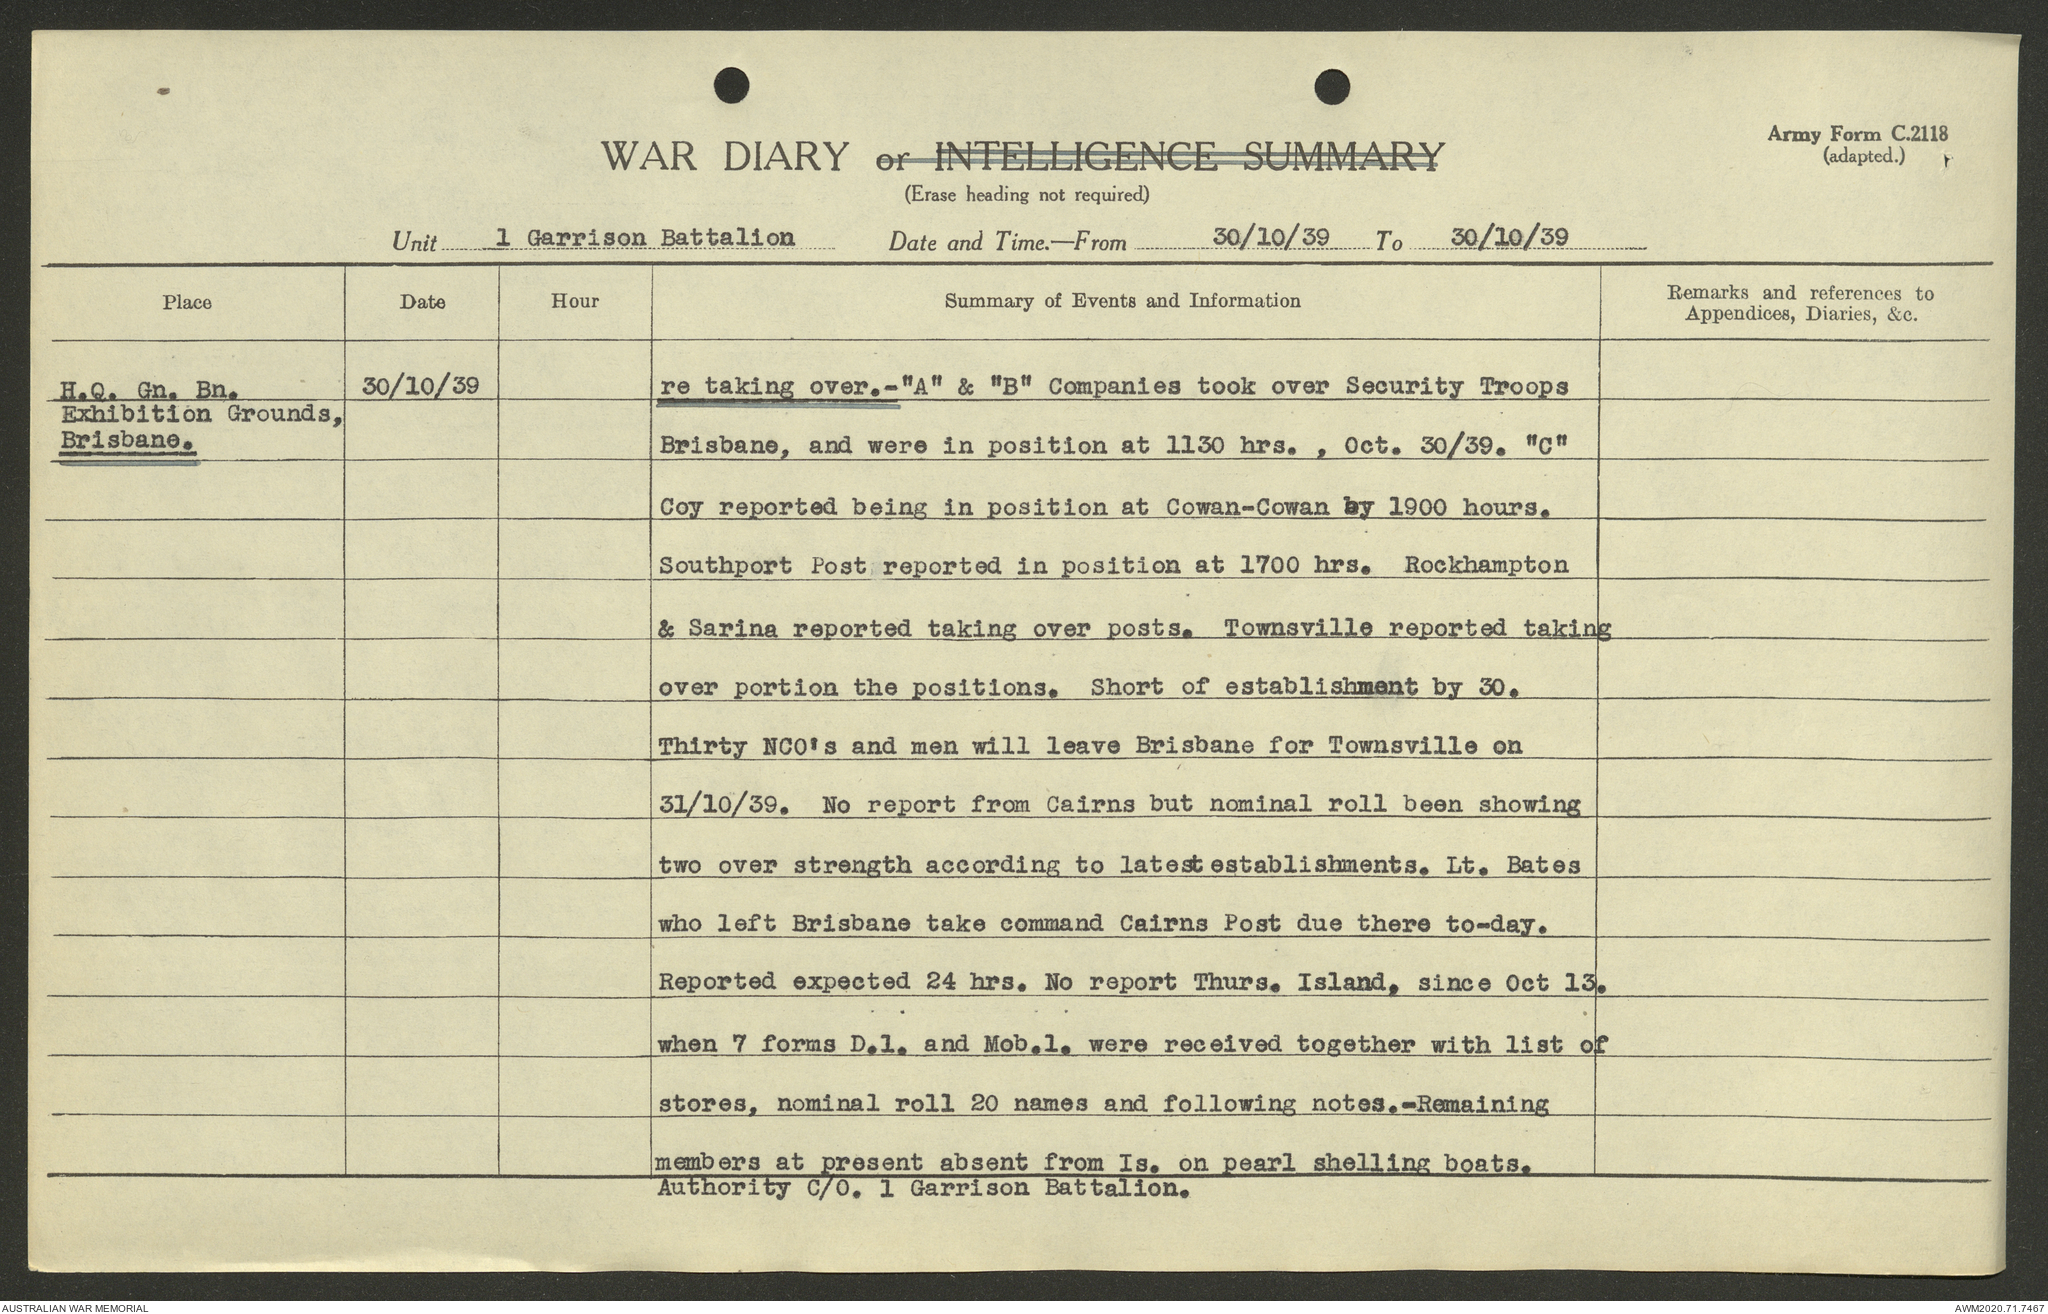 Army Form C.2118
(adapted.)
WAR DIARY or INTELLIGENCE SUMMARY
(Erase heading not required)
Unit 1 Garrison Battalion Date and Time.—From 30/10/39 To 30/10/39
Place Date Hour Summary of Events and Information Remarks and references to
Appendices, Diaries, &c.
H.Q. Gn. Bn. 30/10/39 re taking over.-"A" & "B" Companies took over Security Troops
Exhibition Grounds,
Brisbane.
Brisbane, and were in position at 1130 hrs. , Oct. 30/39. "C"
Coy reported being in position at Cowan-Cowan by 1900 hours.
Southport Post reported in position at 1700 hrs. Rockhampton
& Sarina reported taking over posts. Townsville reported taking
over portion the positions. Short of establishment by 30.
Thirty NCO's and men will leave Brisbane for Townsville on
31/10/39. No report from Cairns but nominal roll been showing
two over strength according to latest establishments. Lt. Bates
who left Brisbane take command Cairns Post due there to-day.
Reported expected 24 hrs. No report Thurs. Island, since Oct 13.
when 7 forms D.1. and Mob.1. were received together with list of
stores, nominal roll 20 names and following notes.-Remaining
members at present absent from Is. on pearl shelling boats.
Authority C/O. 1 Garrison Battalion.
AUSTRALIAN WAR MEMORIAL AWM2020.71.7467